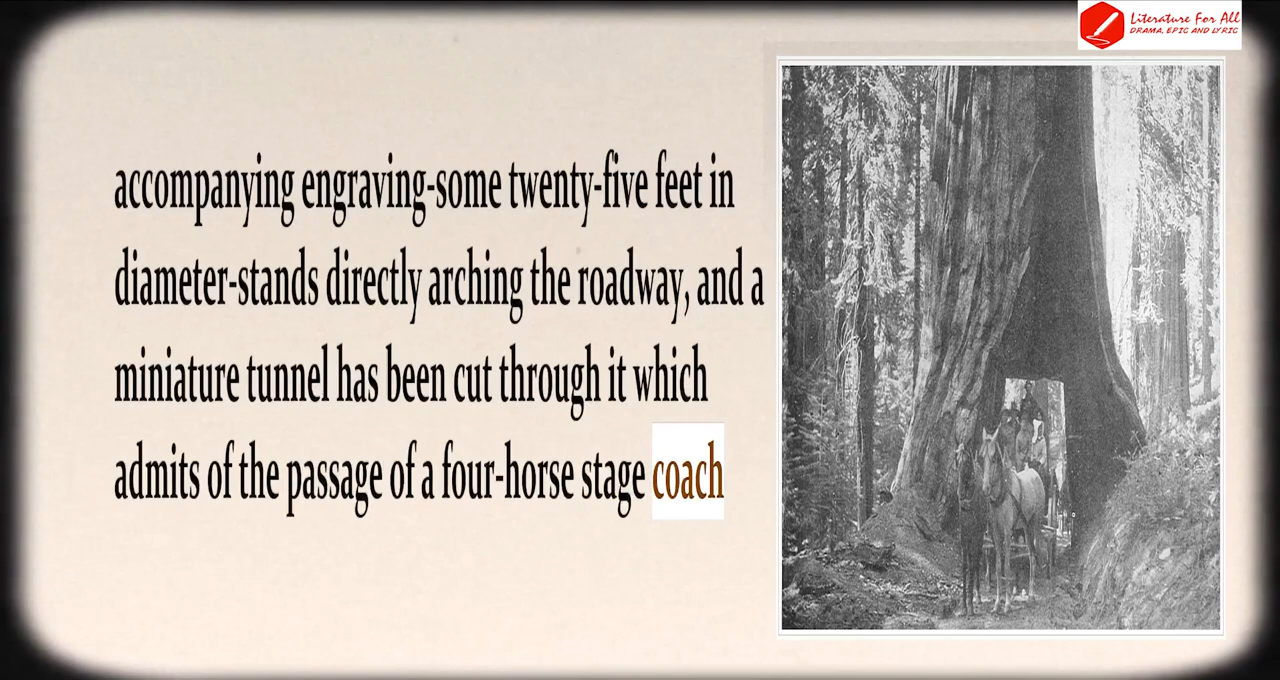 Literature For All
DRAMA, EPIC AND LYRIC
accompanying engraving-some twenty-five feet in
diameter-stands directly arching the roadway, and a
miniature tunnel has been cut through it which
admits of the passage of a four-horse stage coach